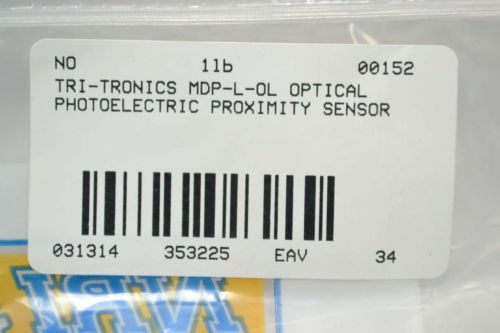 NO 1lb 00152
TRI-TRONICS MDP-L-OL OPTICAL
PHOTOELECTRIC PROXIMITY SENSOR
031314 353225 EAV 34